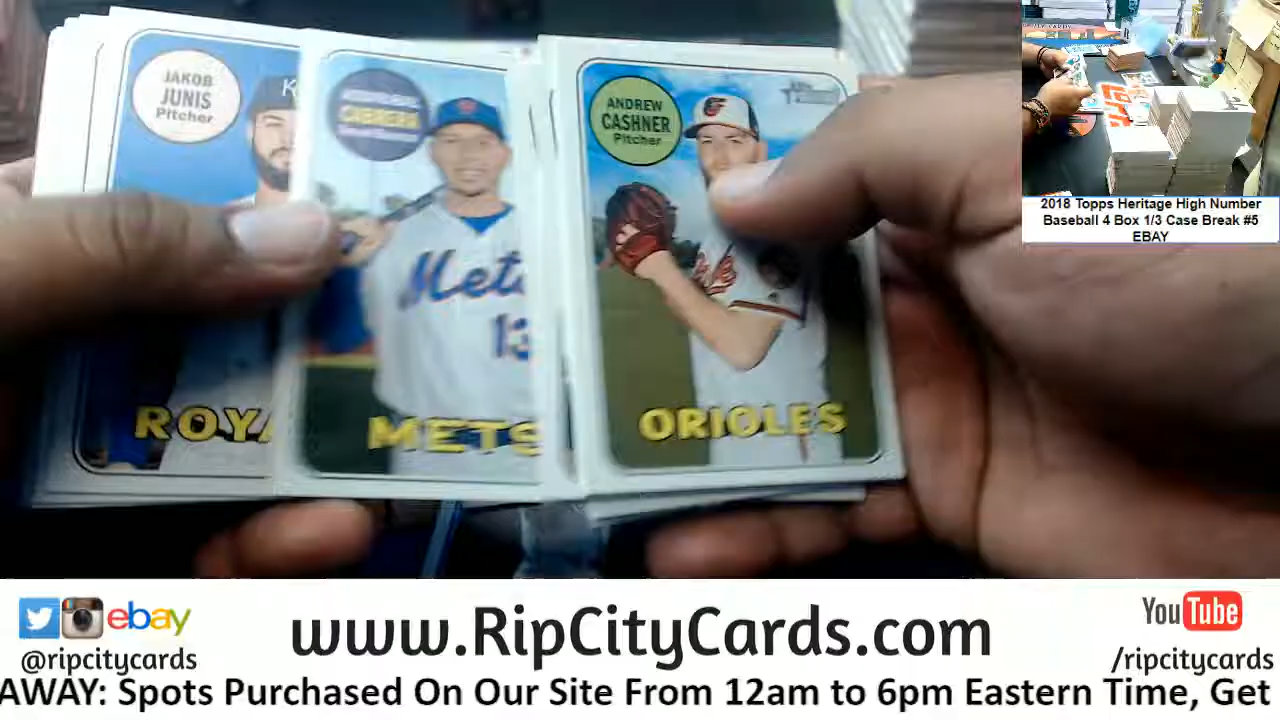 JAKOB
JUNIS
Pitcher
ROYA
CABRERA
Mets
13
METS
ANDREW
CASHNER
Pitcher
ORIOLES
2018 Topps Heritage High Number
Baseball 4 Box 1/3 Case Break #5
EBAY
ebay
@ripcitycards
www.RipCityCards.com
YouTube
/ripcitycards
AWAY: Spots Purchased On Our Site From 12am to 6pm Eastern Time, Get